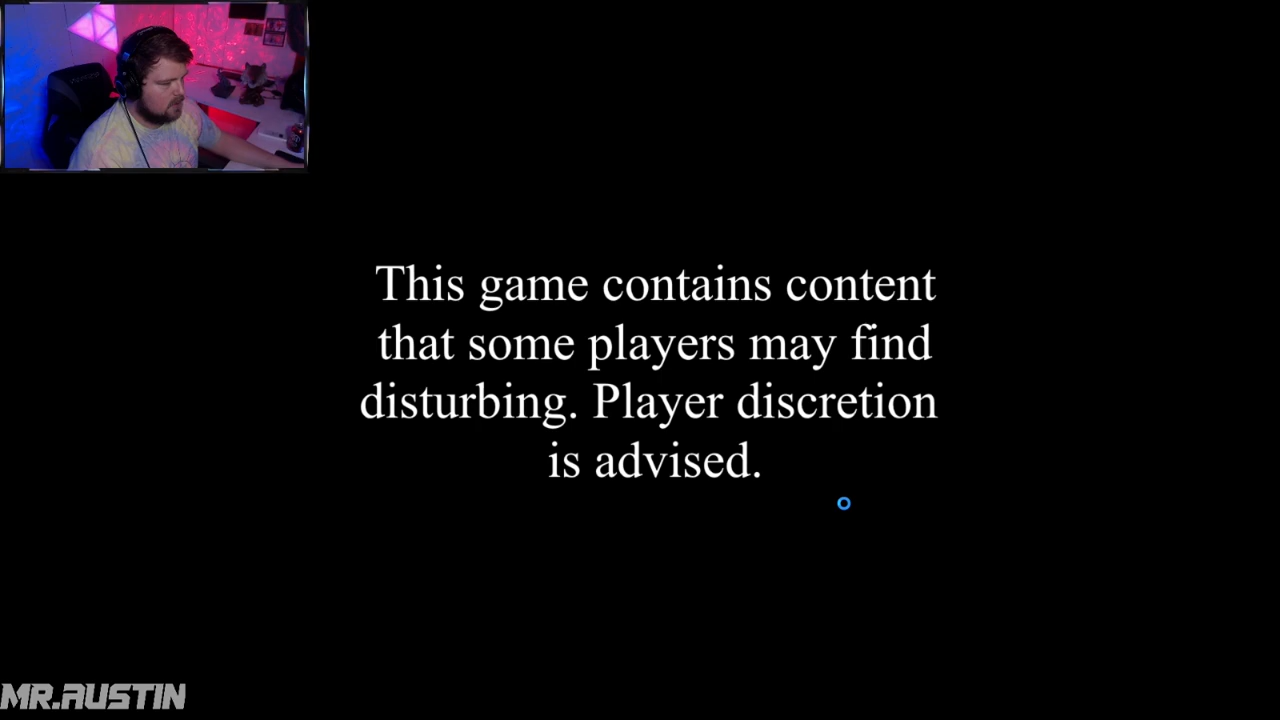 This game contains content
that some players may find
disturbing. Player discretion
is advised.
MR.AUSTIN